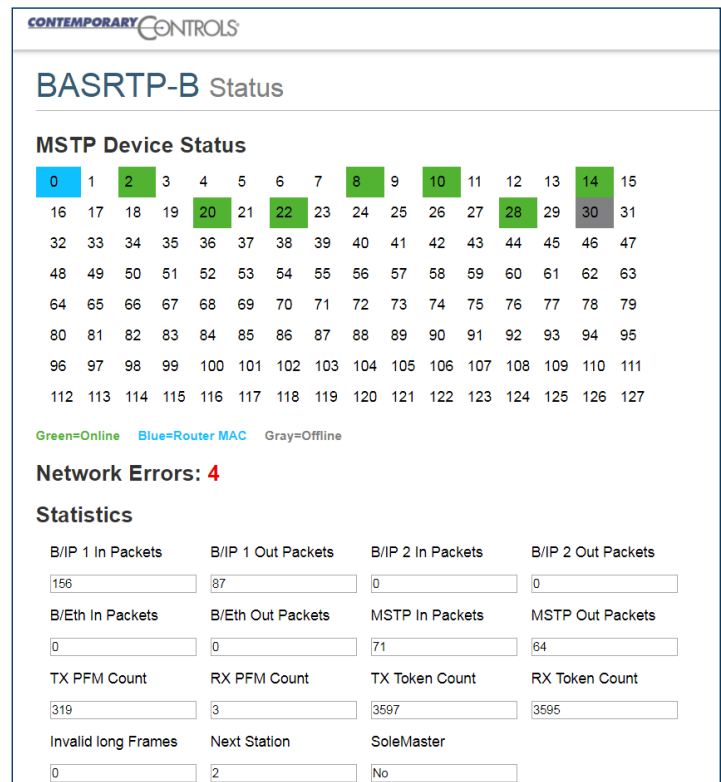 CONTEMPORARY CONTROLS®
BASRTP-B Status
MSTP Device Status
0 1 2 3 4 5 6 7 8 9 10 11 12 13 14 15
16 17 18 19 20 21 22 23 24 25 26 27 28 29 30 31
32 33 34 35 36 37 38 39 40 41 42 43 44 45 46 47
48 49 50 51 52 53 54 55 56 57 58 59 60 61 62 63
64 65 66 67 68 69 70 71 72 73 74 75 76 77 78 79
80 81 82 83 84 85 86 87 88 89 90 91 92 93 94 95
96 97 98 99 100 101 102 103 104 105 106 107 108 109 110 111
112 113 114 115 116 117 118 119 120 121 122 123 124 125 126 127
Green=Online Blue=Router MAC Gray=Offline
Network Errors: 4
Statistics
B/IP 1 In Packets B/IP 1 Out Packets B/IP 2 In Packets B/IP 2 Out Packets
156 87 0 0
B/Eth In Packets B/Eth Out Packets MSTP In Packets MSTP Out Packets
0 0 71 64
TX PFM Count RX PFM Count TX Token Count RX Token Count
319 3 3597 3595
Invalid long Frames Next Station SoleMaster
0 2 No